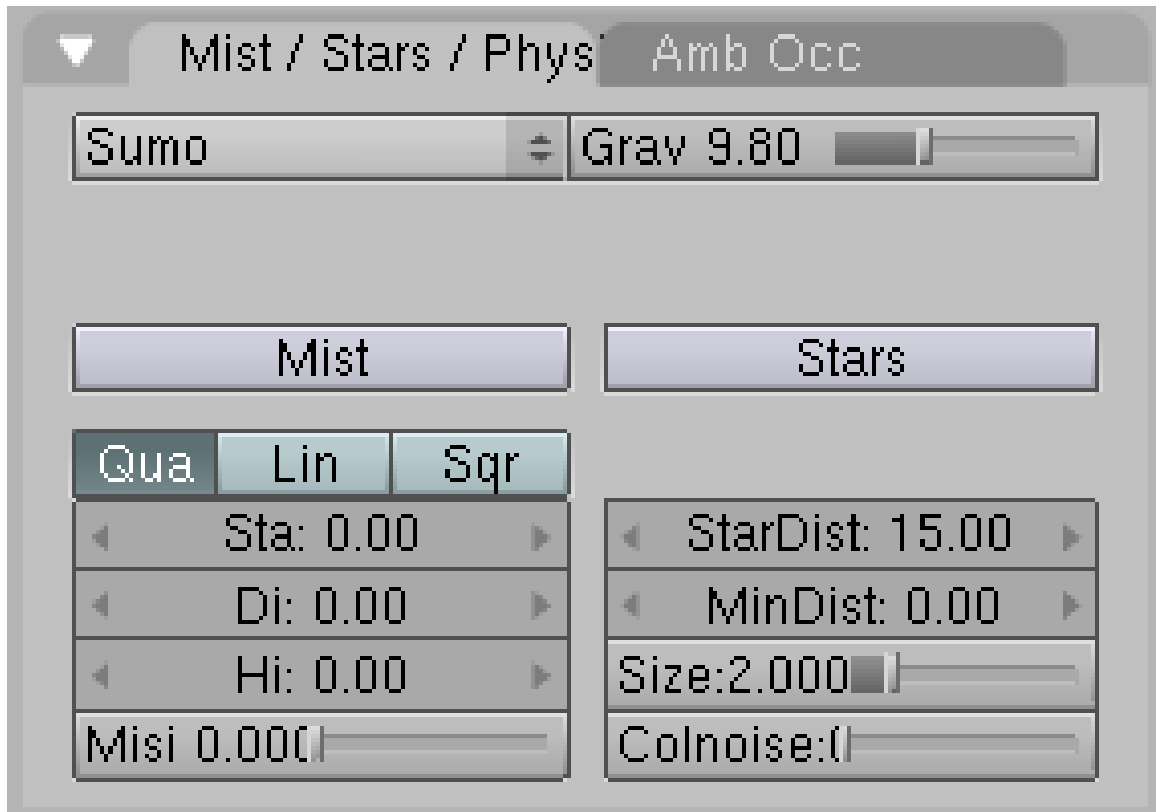 Mist / Stars / Phys Amb Occ
Sumo Grav 9.80
Mist Stars
Qua Lin Sqr
Sta: 0.00 StarDist: 15.00
Di: 0.00 MinDist: 0.00
Hi: 0.00 Size:2.000
Misi 0.000 Colnoise: